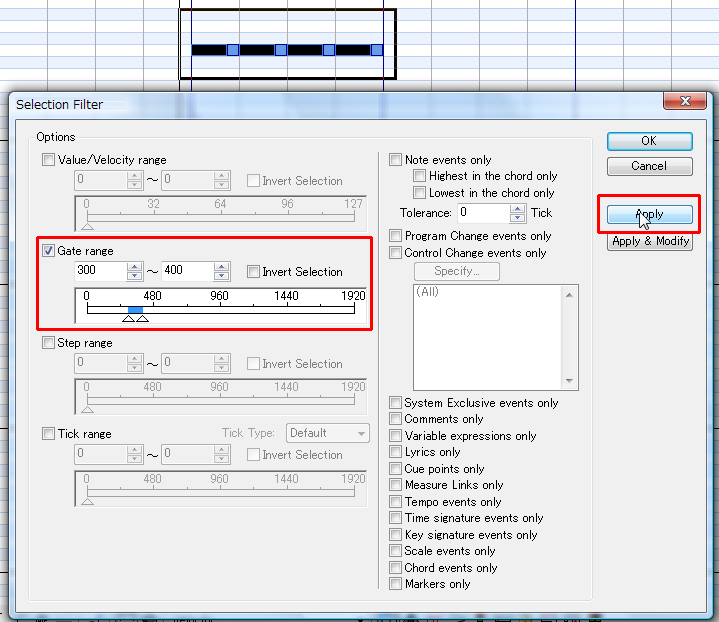 Selection Filter
Options
Value/Velocity range
0 ～ 0 Invert Selection
0 32 64 96 127
Gate range
300 ～ 400 Invert Selection
0 480 960 1440 1920
Step range
0 ～ 0 Invert Selection
0 480 960 1440 1920
Tick range Tick Type: Default
0 ～ 0 Invert Selection
0 480 960 1440 1920
Note events only
Highest in the chord only
Lowest in the chord only
Tolerance: 0 Tick
Program Change events only
Control Change events only
Specify...
(All)
System Exclusive events only
Comments only
Variable expressions only
Lyrics only
Cue points only
Measure Links only
Tempo events only
Time signature events only
Key signature events only
Scale events only
Chord events only
Markers only
OK
Cancel
Apply
Apply & Modify